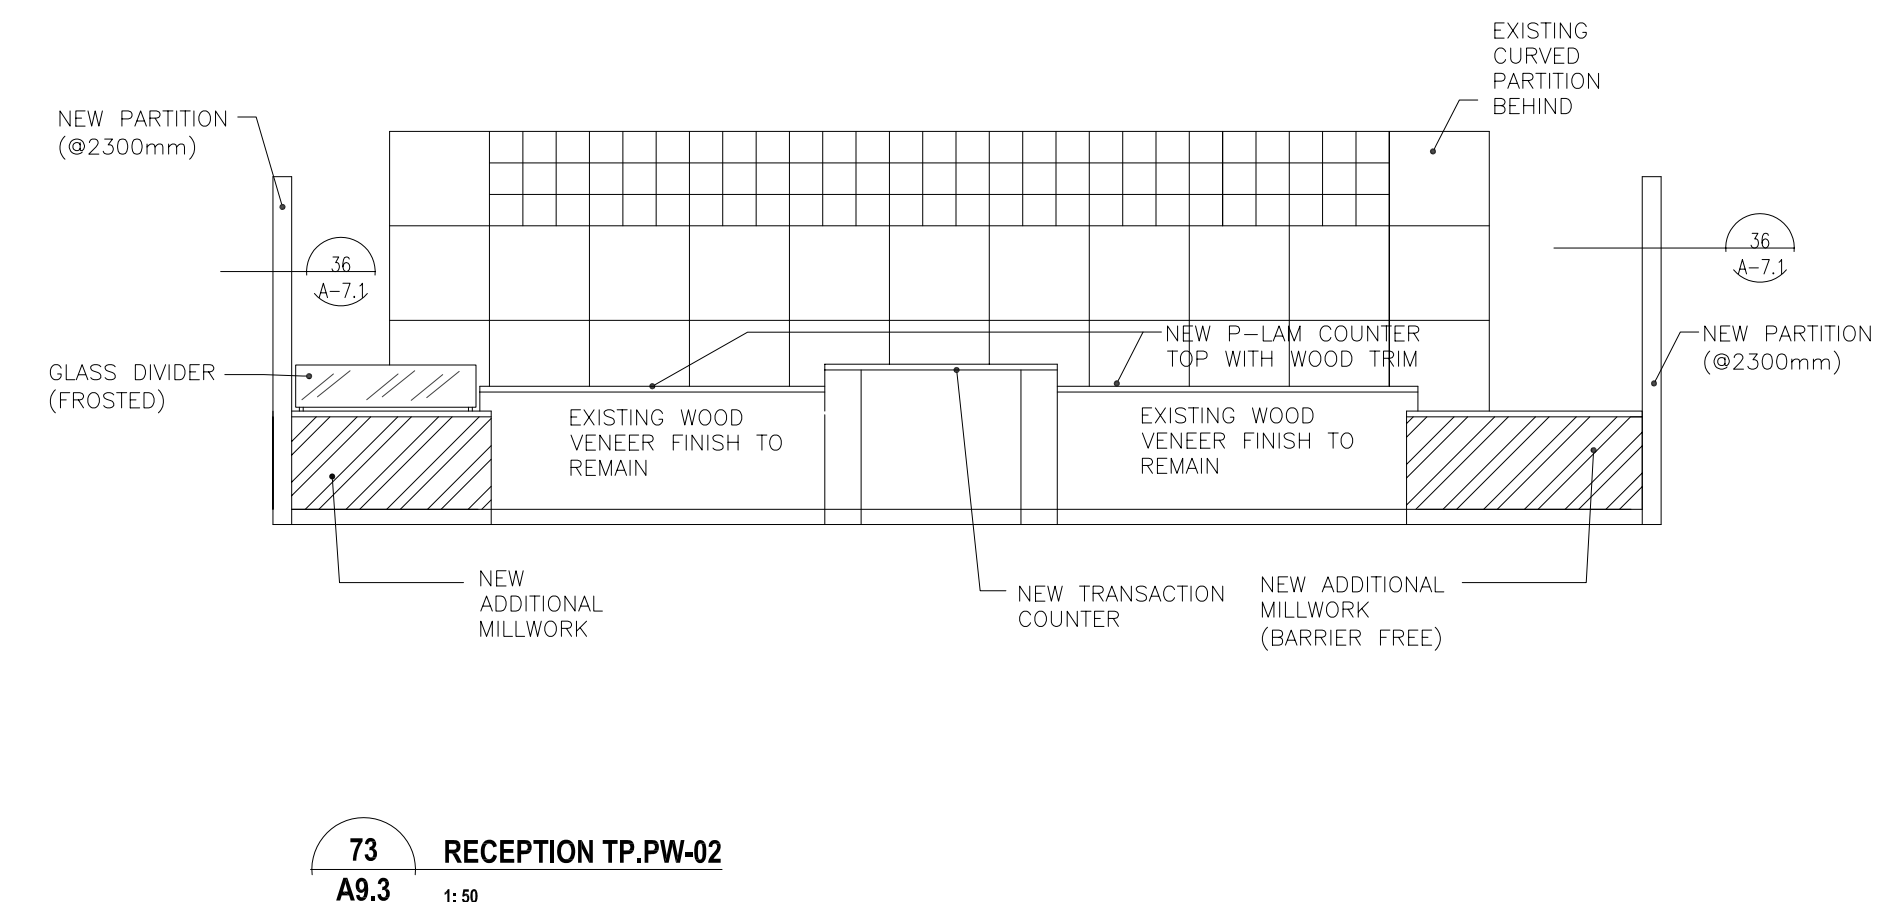 EXISTING
CURVED
PARTITION
BEHIND
NEW PARTITION
(@2300mm)
36
A-7.1
36
A-7.1
NEW P-LAM COUNTER
TOP WITH WOOD TRIM
NEW PARTITION
(@2300mm)
GLASS DIVIDER
(FROSTED)
EXISTING WOOD
VENEER FINISH TO
REMAIN
EXISTING WOOD
VENEER FINISH TO
REMAIN
NEW
ADDITIONAL
MILLWORK
NEW TRANSACTION
COUNTER
NEW ADDITIONAL
MILLWORK
(BARRIER FREE)
73
A9.3
RECEPTION TP.PW-02
1: 50